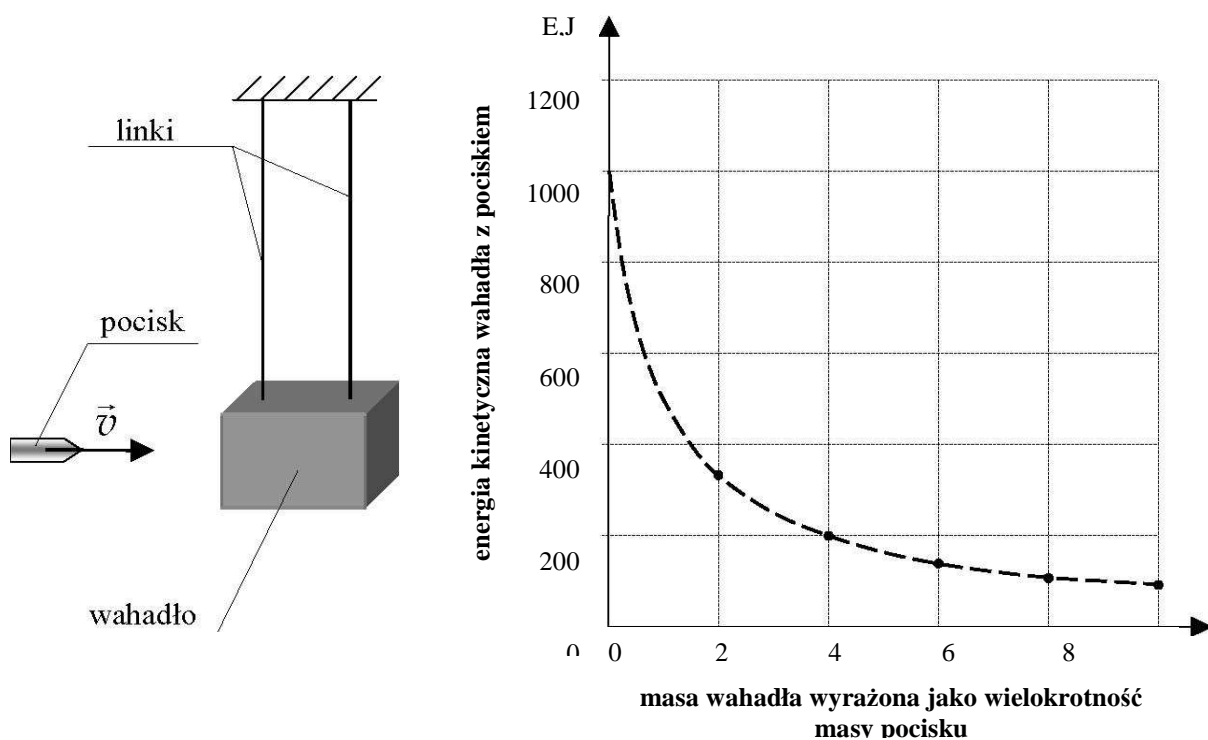 linki
pocisk
v
wahadło
E,J
energia kinetyczna wahadła z pociskiem
1200
1000
800
600
400
200
0
0 2 4 6 8
masa wahadła wyrażona jako wielokrotność
masy pocisku